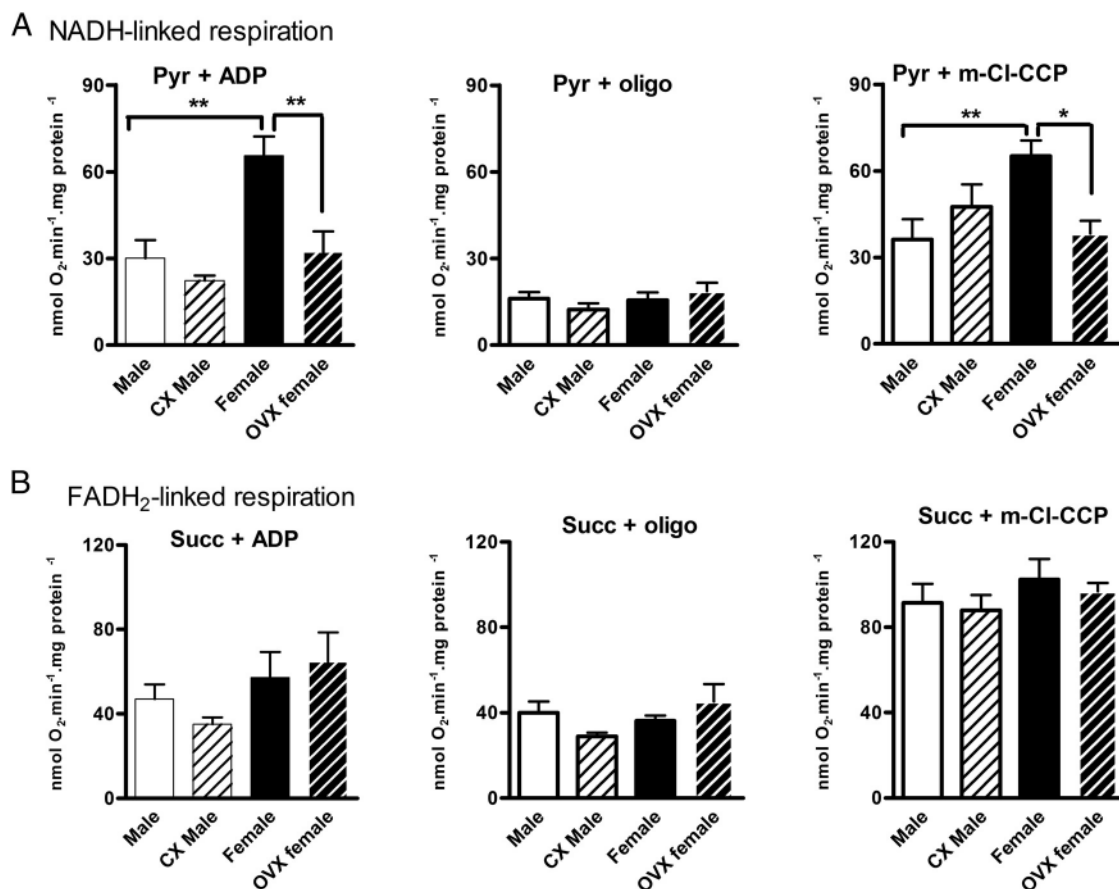 A NADH-linked respiration
Pyr + ADP
Pyr + oligo
Pyr + m-Cl-CCP
nmol O₂.min⁻¹.mg protein ⁻¹
90
60
30
0
** **
Male
CX Male
Female
OVX female
nmol O₂.min⁻¹.mg protein ⁻¹
90
60
30
0
Male
CX Male
Female
OVX female
nmol O₂.min⁻¹.mg protein ⁻¹
90
60
30
0
** *
Male
CX Male
Female
OVX female
B FADH₂-linked respiration
Succ + ADP
Succ + oligo
Succ + m-Cl-CCP
nmol O₂.min⁻¹.mg protein ⁻¹
120
80
40
0
Male
CX Male
Female
OVX female
nmol O₂.min⁻¹.mg protein ⁻¹
120
80
40
0
Male
CX Male
Female
OVX female
nmol O₂.min⁻¹.mg protein ⁻¹
120
80
40
0
Male
CX Male
Female
OVX female